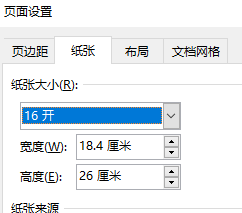 页面设置
页边距 纸张 布局 文档网格
纸张大小(R):
16 开
宽度(W): 18.4 厘米
高度(E): 26 厘米
纸张来源